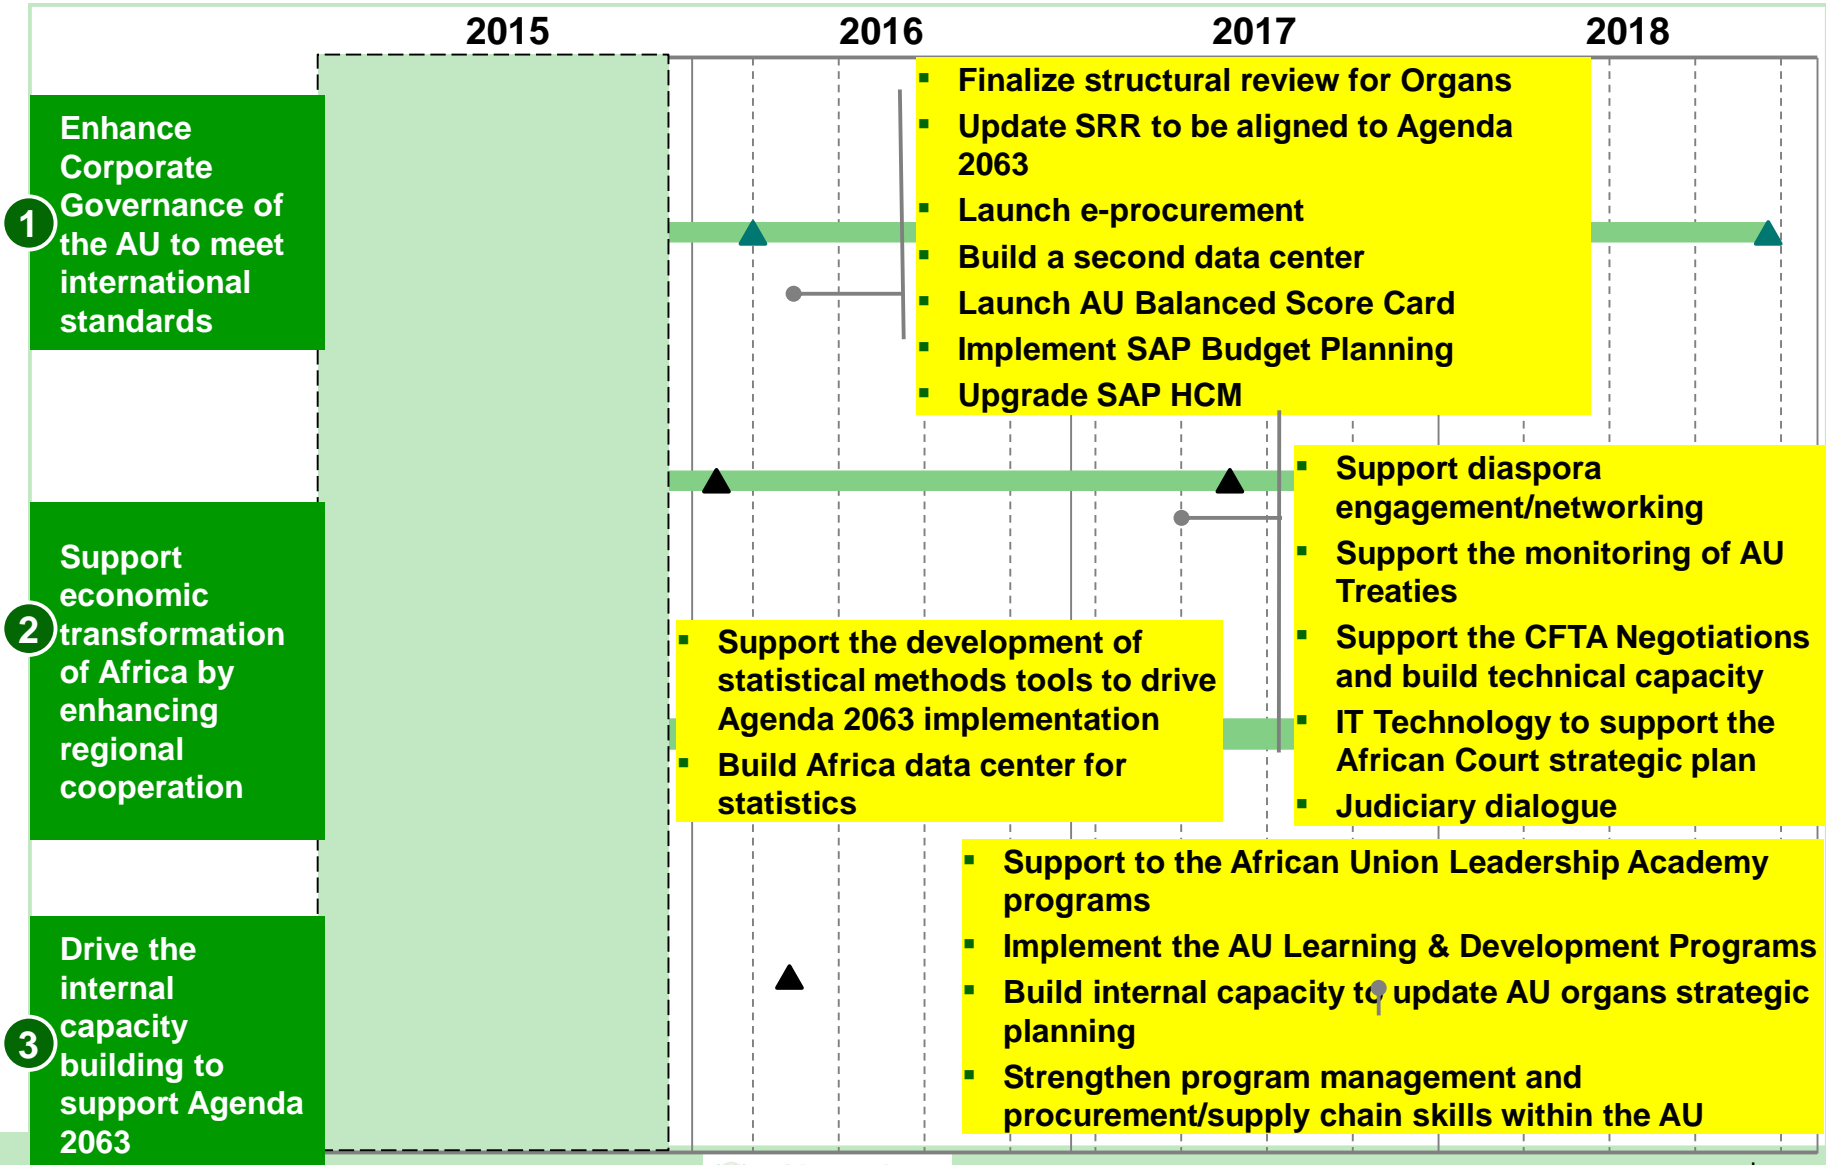 2015 2016 2017 2018
1
Enhance
Corporate
Governance of
the AU to meet
international
standards
Finalize structural review for Organs
Update SRR to be aligned to Agenda
2063
Launch e-procurement
Build a second data center
Launch AU Balanced Score Card
Implement SAP Budget Planning
Upgrade SAP HCM
2
Support
economic
transformation
of Africa by
enhancing
regional
cooperation
Support the development of
statistical methods tools to drive
Agenda 2063 implementation
Build Africa data center for
statistics
Support diaspora
engagement/networking
Support the monitoring of AU
Treaties
Support the CFTA Negotiations
and build technical capacity
IT Technology to support the
African Court strategic plan
Judiciary dialogue
3
Drive the
internal
capacity
building to
support Agenda
2063
Support to the African Union Leadership Academy
programs
Implement the AU Learning & Development Programs
Build internal capacity to update AU organs strategic
planning
Strengthen program management and
procurement/supply chain skills within the AU